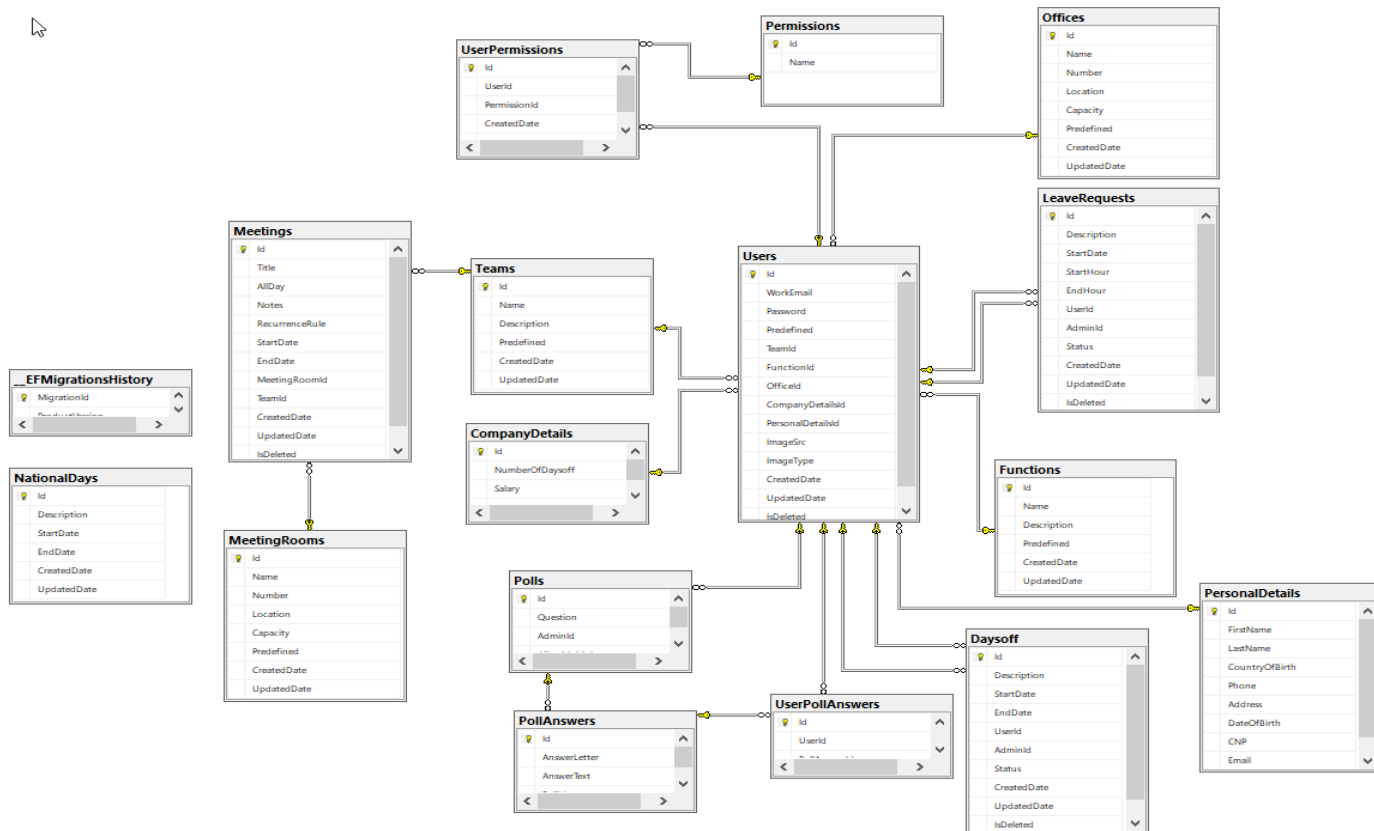 UserPermissions
Id
UserId
PermissionId
CreatedDate
Permissions
Id
Name
Offices
Id
Name
Number
Location
Capacity
Predefined
CreatedDate
UpdatedDate
LeaveRequests
Id
Description
StartDate
StartHour
EndHour
UserId
AdminId
Status
CreatedDate
UpdatedDate
IsDeleted
Meetings
Id
Title
AllDay
Notes
RecurrenceRule
StartDate
EndDate
MeetingRoomId
TeamId
CreatedDate
UpdatedDate
IsDeleted
Teams
Id
Name
Description
Predefined
CreatedDate
UpdatedDate
Users
Id
WorkEmail
Password
Predefined
TeamId
FunctionId
OfficeId
CompanyDetailsId
PersonalDetailsId
ImageSrc
ImageType
CreatedDate
UpdatedDate
IsDeleted
__EFMigrationsHistory
MigrationId
CompanyDetails
Id
NumberOfDaysoff
Salary
NationalDays
Id
Description
StartDate
EndDate
CreatedDate
UpdatedDate
Functions
Id
Name
Description
Predefined
CreatedDate
UpdatedDate
MeetingRooms
Id
Name
Number
Location
Capacity
Predefined
CreatedDate
UpdatedDate
Polls
Id
Question
AdminId
PersonalDetails
Id
FirstName
LastName
CountryOfBirth
Phone
Address
DateOfBirth
CNP
Email
Daysoff
Id
Description
StartDate
EndDate
UserId
AdminId
Status
CreatedDate
UpdatedDate
IsDeleted
UserPollAnswers
Id
UserId
PollAnswers
Id
AnswerLetter
AnswerText